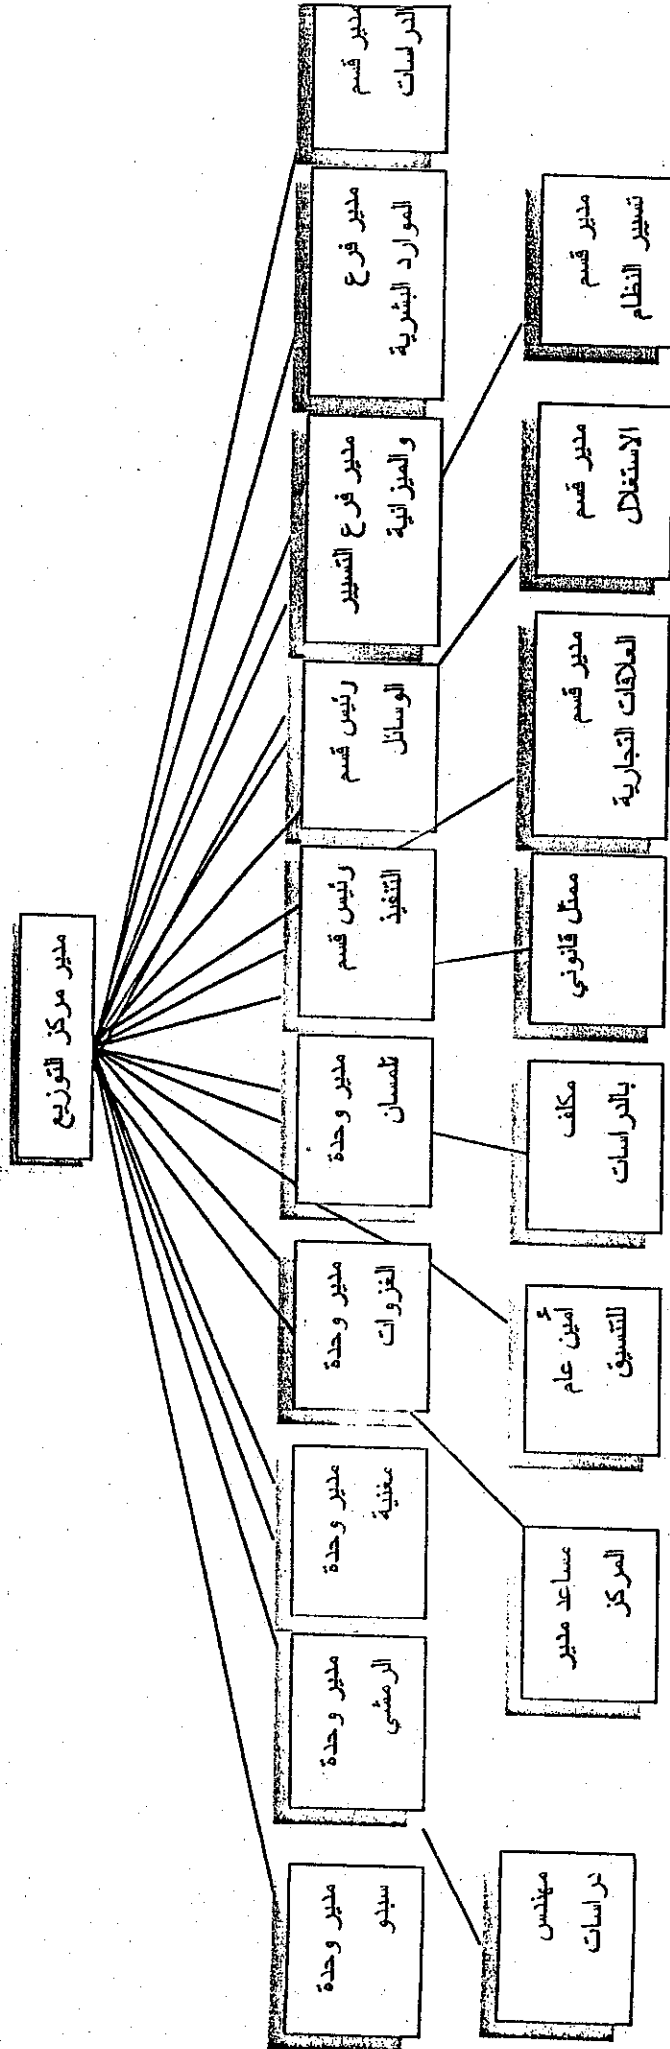 مدير مركز التوزيع
مدير قسم
الدراسات
مدير فرع
الموارد البشرية
مدير فرع التسيير
والميزانية
رئيس قسم
الوسائل
رئيس قسم
التنفيذ
مدير وحدة
تلمسان
مدير وحدة
الغزوات
مدير وحدة
مغنية
مدير وحدة
الرمشي
مدير وحدة
سبدو
مدير قسم
تسيير النظام
مدير قسم
الاستغلال
مدير قسم
العلاقات التجارية
ممثل قانوني
مكلف
بالدراسات
أمين عام
للتنسيق
مساعد مدير
المركز
مهندس
دراسات